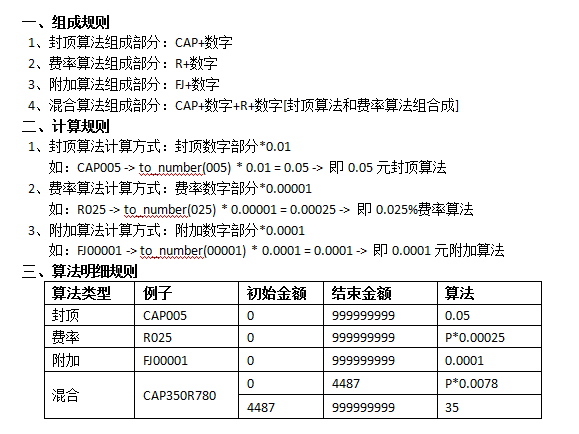 一、组成规则
1、封顶算法组成部分：CAP+数字
2、费率算法组成部分：R+数字
3、附加算法组成部分：FJ+数字
4、混合算法组成部分：CAP+数字+R+数字[封顶算法和费率算法组合成]
二、计算规则
1、封顶算法计算方式：封顶数字部分*0.01
如：CAP005 -> to_number(005) * 0.01 = 0.05 -> 即 0.05 元封顶算法
2、费率算法计算方式：费率数字部分*0.00001
如：R025 -> to_number(025) * 0.00001 = 0.00025 -> 即 0.025%费率算法
3、附加算法计算方式：附加数字部分*0.0001
如：FJ00001 -> to_number(00001) * 0.0001 = 0.0001 -> 即 0.0001 元附加算法
三、算法明细规则
算法类型 例子 初始金额 结束金额 算法
封顶 CAP005 0 999999999 0.05
费率 R025 0 999999999 P*0.00025
附加 FJ00001 0 999999999 0.0001
混合 CAP350R780 0 4487 P*0.0078
4487 999999999 35